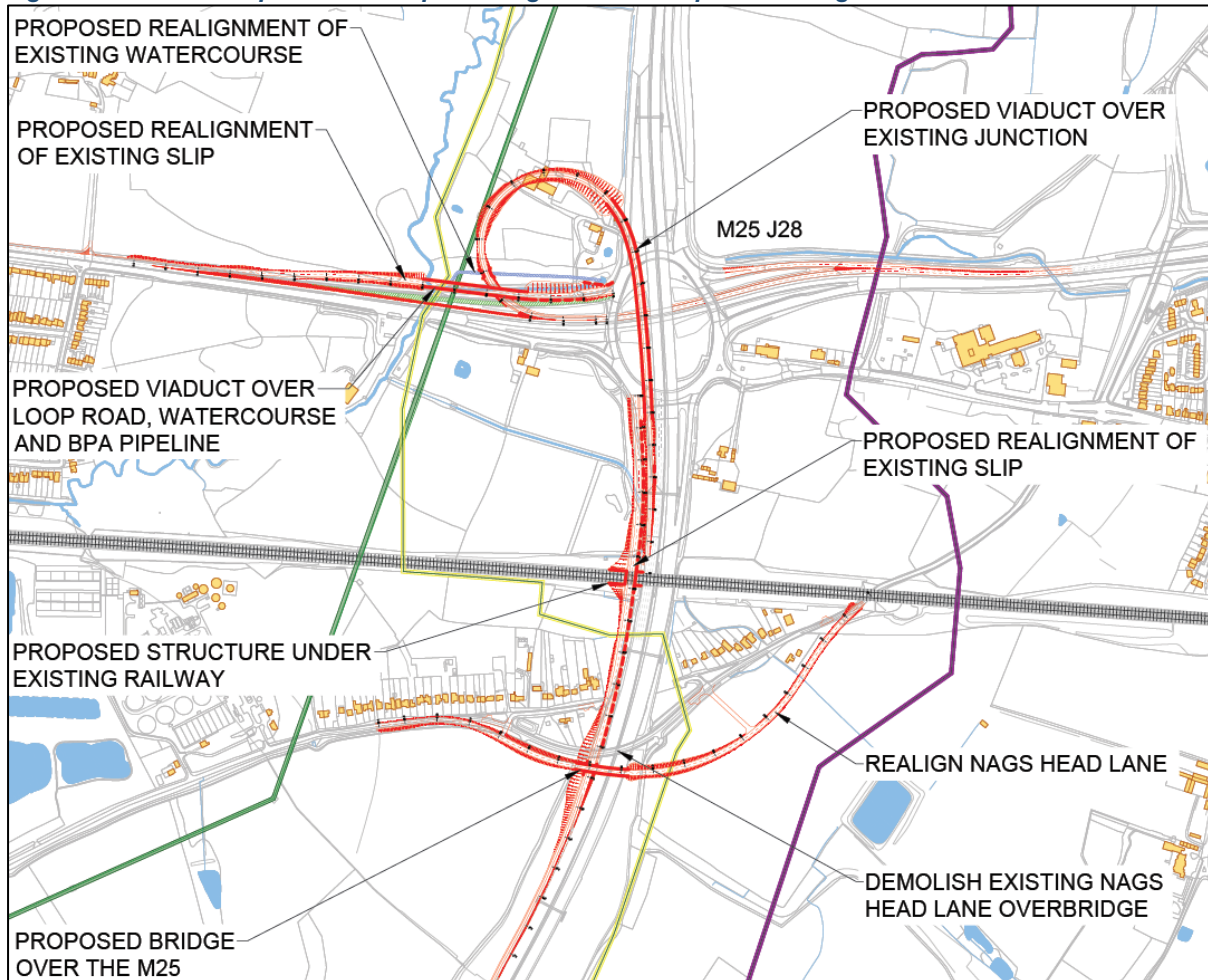 PROPOSED REALIGNMENT OF
EXISTING WATERCOURSE
PROPOSED REALIGNMENT
OF EXISTING SLIP
PROPOSED VIADUCT OVER
EXISTING JUNCTION
M25 J28
PROPOSED VIADUCT OVER
LOOP ROAD, WATERCOURSE
AND BPA PIPELINE
PROPOSED REALIGNMENT OF
EXISTING SLIP
PROPOSED STRUCTURE UNDER
EXISTING RAILWAY
REALIGN NAGS HEAD LANE
DEMOLISH EXISTING NAGS
HEAD LANE OVERBRIDGE
PROPOSED BRIDGE
OVER THE M25